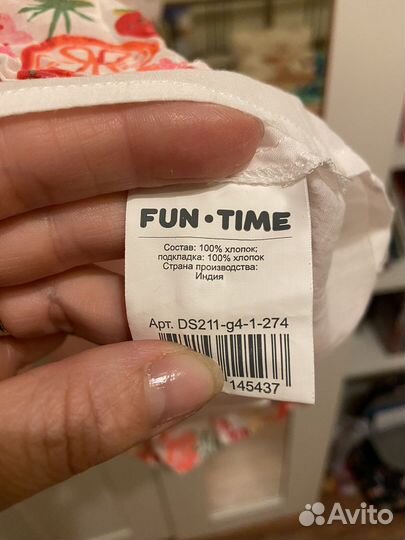 FUN•TIME
Состав: 100% хлопок;
подкладка: 100% хлопок
Страна производства:
Индия
Арт. DS211-g4-1-274
145437
Avito